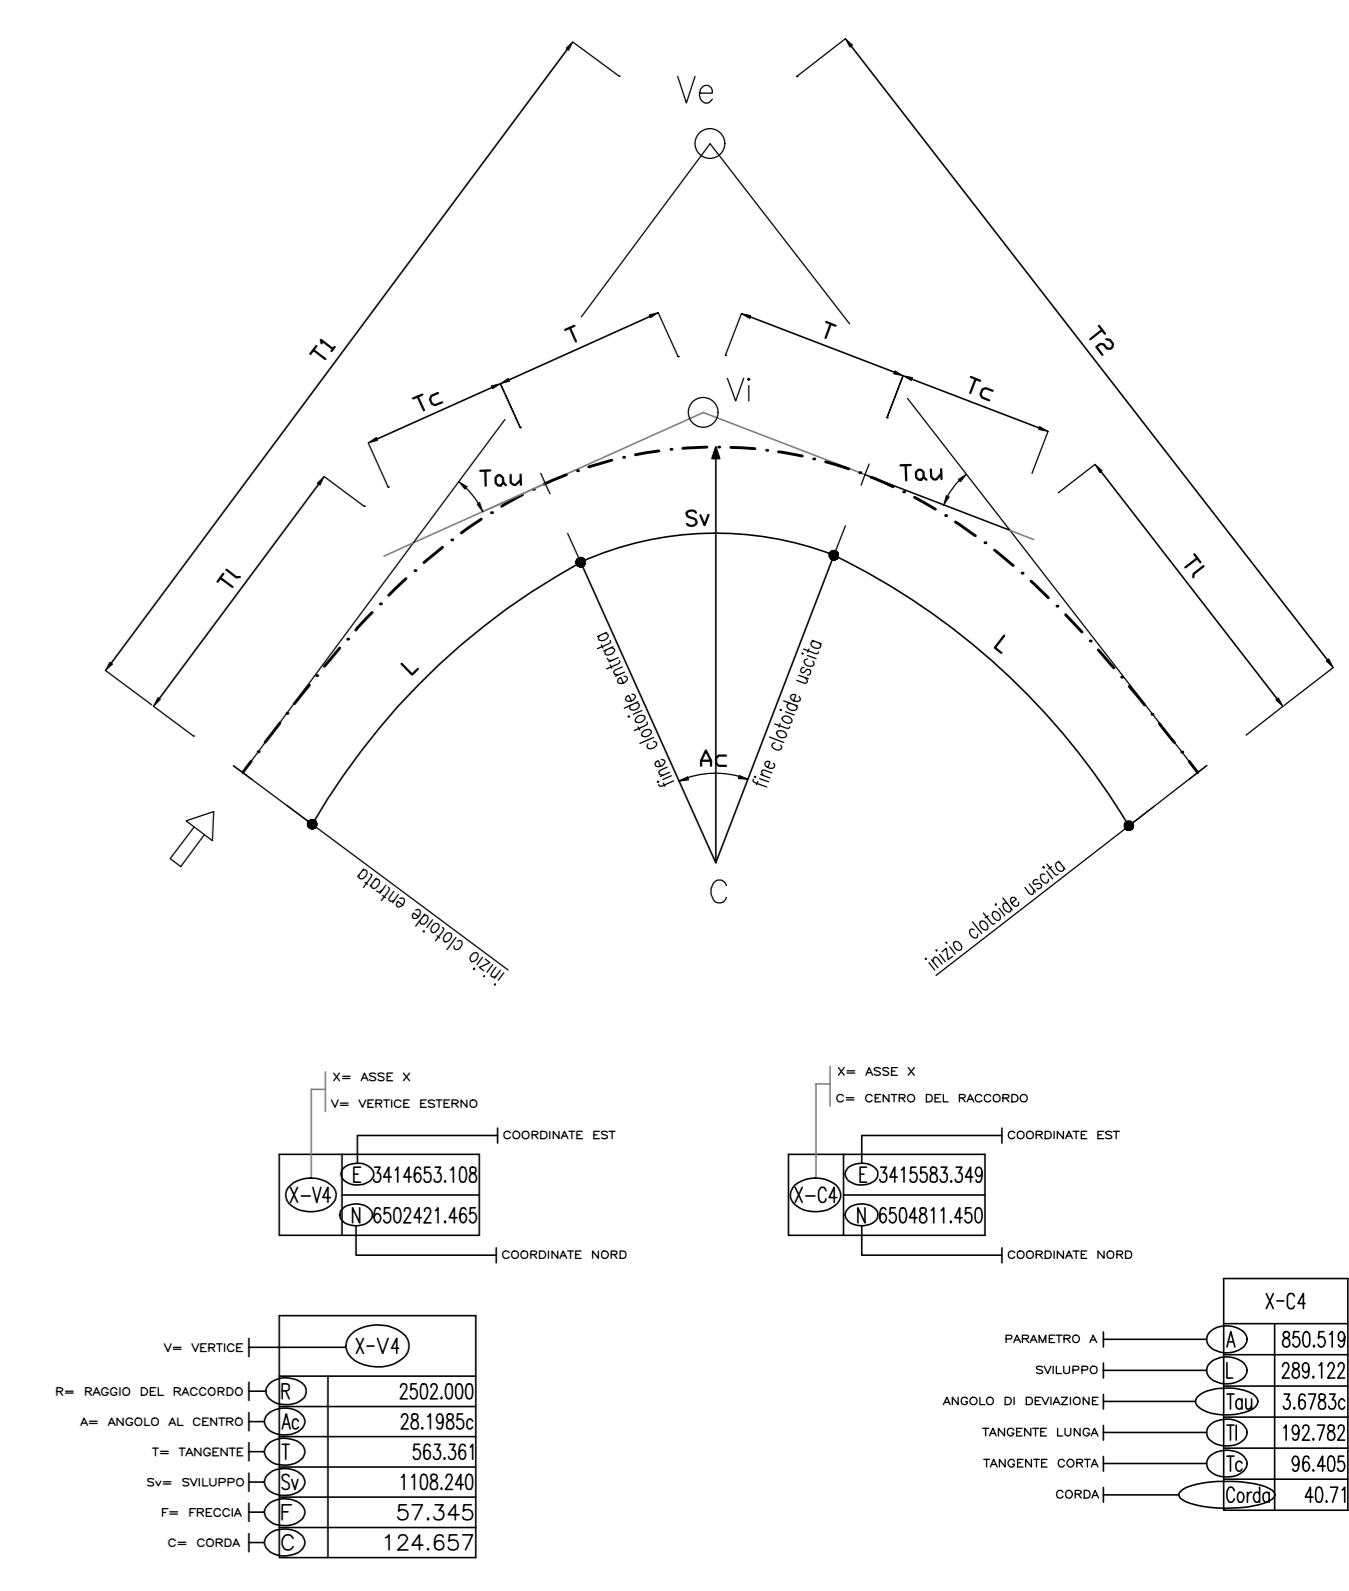 Ve
T1
T2
T
T
Tc
Tc
Vi
Tau
Tau
Tl
Tl
Sv
L
L
fine clotoide entrata
fine clotoide uscita
Ac
C
inizio clotoide entrata
inizio clotoide uscita
X= ASSE X
V= VERTICE ESTERNO
COORDINATE EST
X-V4
E 3414653.108
N 6502421.465
COORDINATE NORD
X= ASSE X
C= CENTRO DEL RACCORDO
COORDINATE EST
X-C4
E 3415583.349
N 6504811.450
COORDINATE NORD
V= VERTICE X-V4
R= RAGGIO DEL RACCORDO R 2502.000
A= ANGOLO AL CENTRO Ac 28.1985c
T= TANGENTE T 563.361
Sv= SVILUPPO Sv 1108.240
F= FRECCIA F 57.345
C= CORDA C 124.657
X-C4
PARAMETRO A A 850.519
SVILUPPO L 289.122
ANGOLO DI DEVIAZIONE Tau 3.6783c
TANGENTE LUNGA Tl 192.782
TANGENTE CORTA Tc 96.405
CORDA Corda 40.71